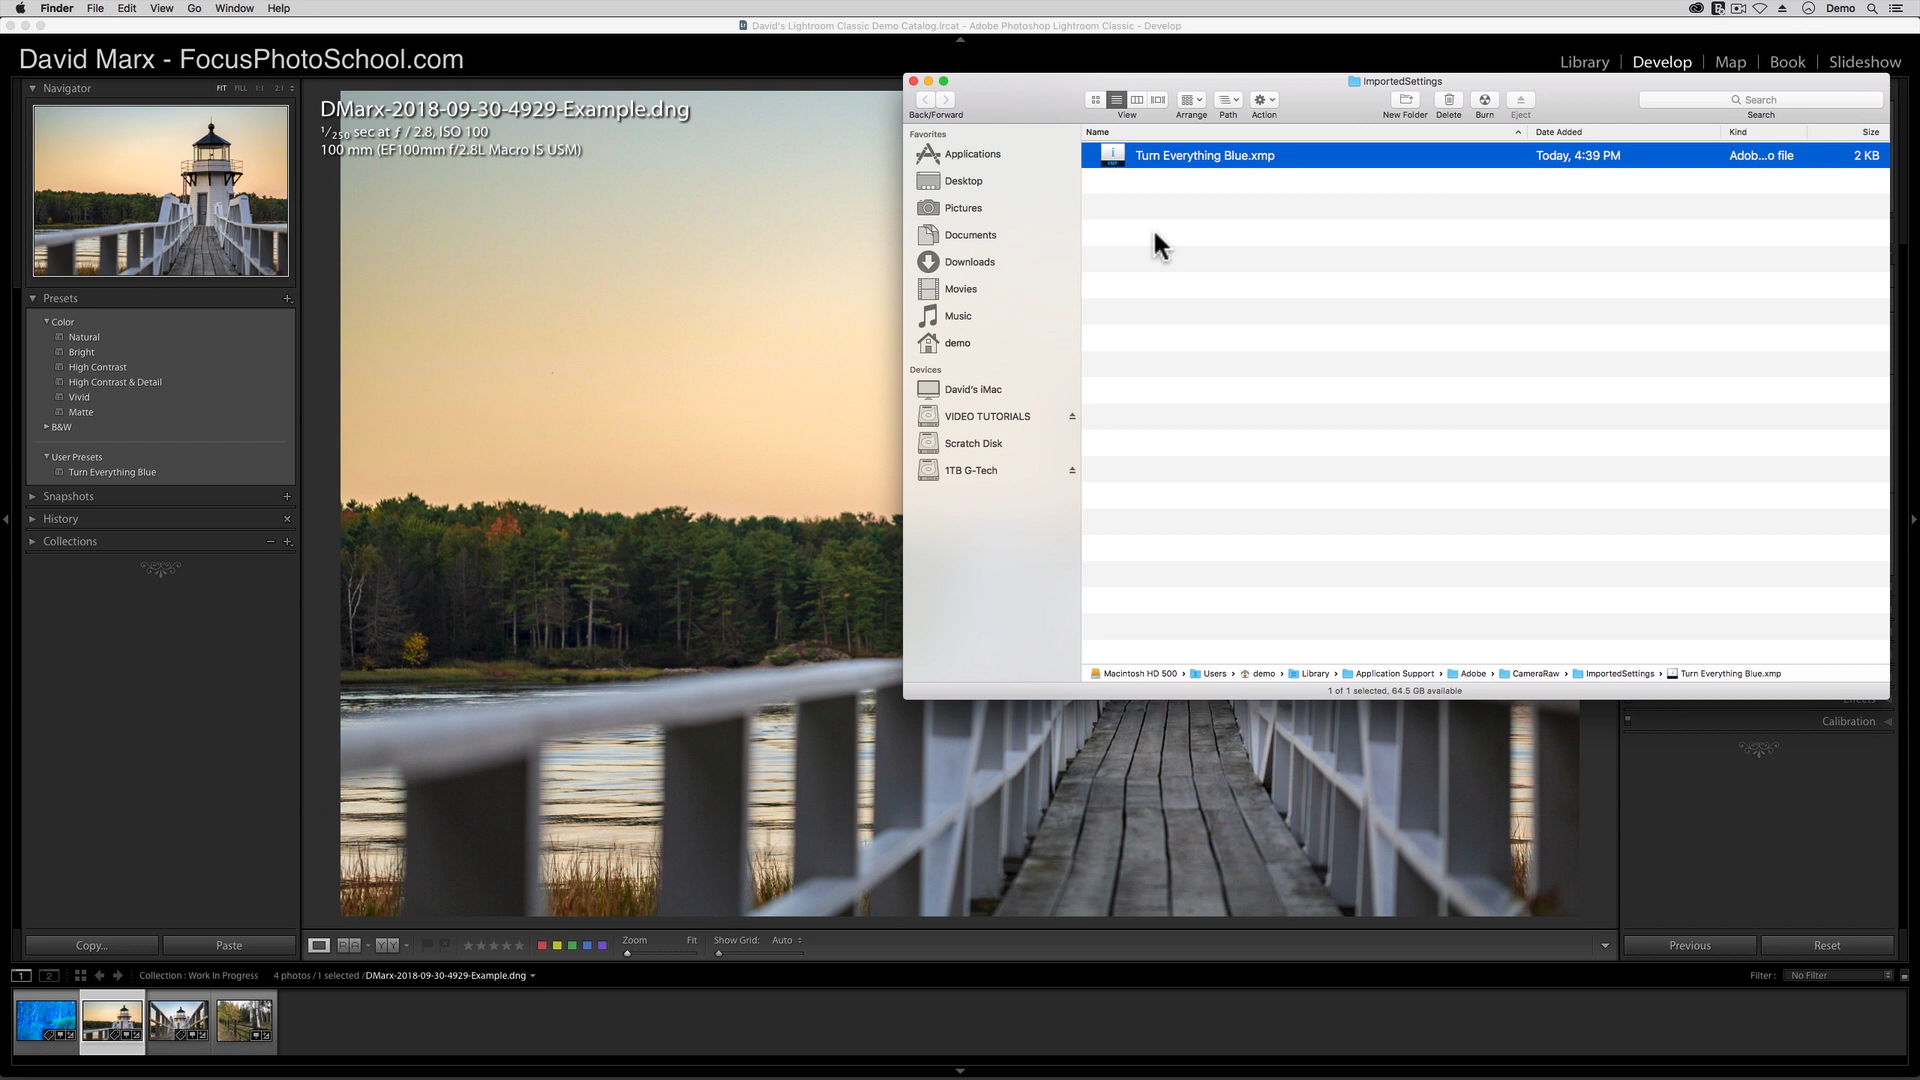 Finder File Edit View Go Window Help Demo
David's Lightroom Classic Demo Catalog.lrcat - Adobe Photoshop Lightroom Classic - Develop
David Marx - FocusPhotoSchool.com
Library | Develop | Map | Book | Slideshow
Navigator FIT FILL 1:1 2:1
Presets
Color
Natural
Bright
High Contrast
High Contrast & Detail
Vivid
Matte
B&W
User Presets
Turn Everything Blue
Snapshots
History
Collections
Copy... Paste
DMarx-2018-09-30-4929-Example.dng
1/250 sec at ƒ / 2.8, ISO 100
100 mm (EF100mm f/2.8L Macro IS USM)
ImportedSettings
Back/Forward View Arrange Path Action New Folder Delete Burn Eject Search
Search
Favorites
Applications
Desktop
Pictures
Documents
Downloads
Movies
Music
demo
Devices
David's iMac
VIDEO TUTORIALS
Scratch Disk
1TB G-Tech
Name Date Added Kind Size
Turn Everything Blue.xmp Today, 4:39 PM Adob...o file 2 KB
Macintosh HD 500 › Users › demo › Library › Application Support › Adobe › CameraRaw › ImportedSettings › Turn Everything Blue.xmp
1 of 1 selected, 64.5 GB available
Calibration
Zoom Fit Show Grid: Auto
Previous Reset
1 2 Collection : Work In Progress 4 photos / 1 selected / DMarx-2018-09-30-4929-Example.dng Filter : No Filter